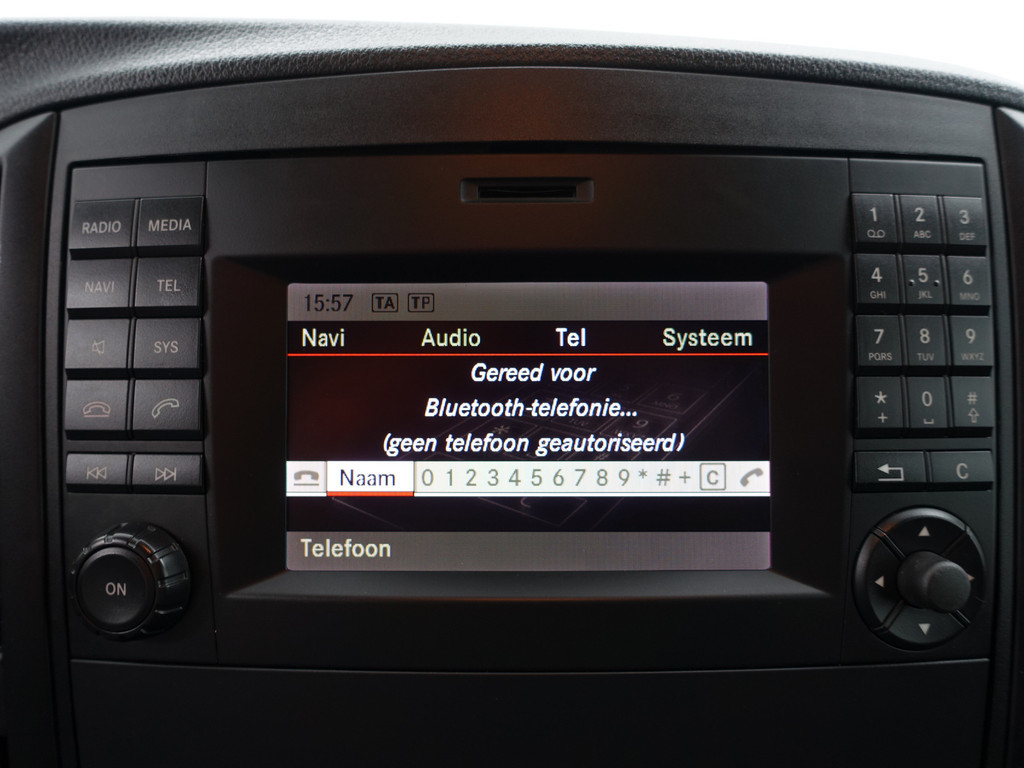 RADIO MEDIA
NAVI TEL
SYS
ON
15:57 TA TP
Navi Audio Tel Systeem
Gereed voor
Bluetooth-telefonie...
(geen telefoon geautoriseerd)
Naam 0 1 2 3 4 5 6 7 8 9 * # + C
Telefoon
1 2 3
ABC DEF
4 5 6
GHI JKL MNO
7 8 9
PQRS TUV WXYZ
* 0 #
+
C